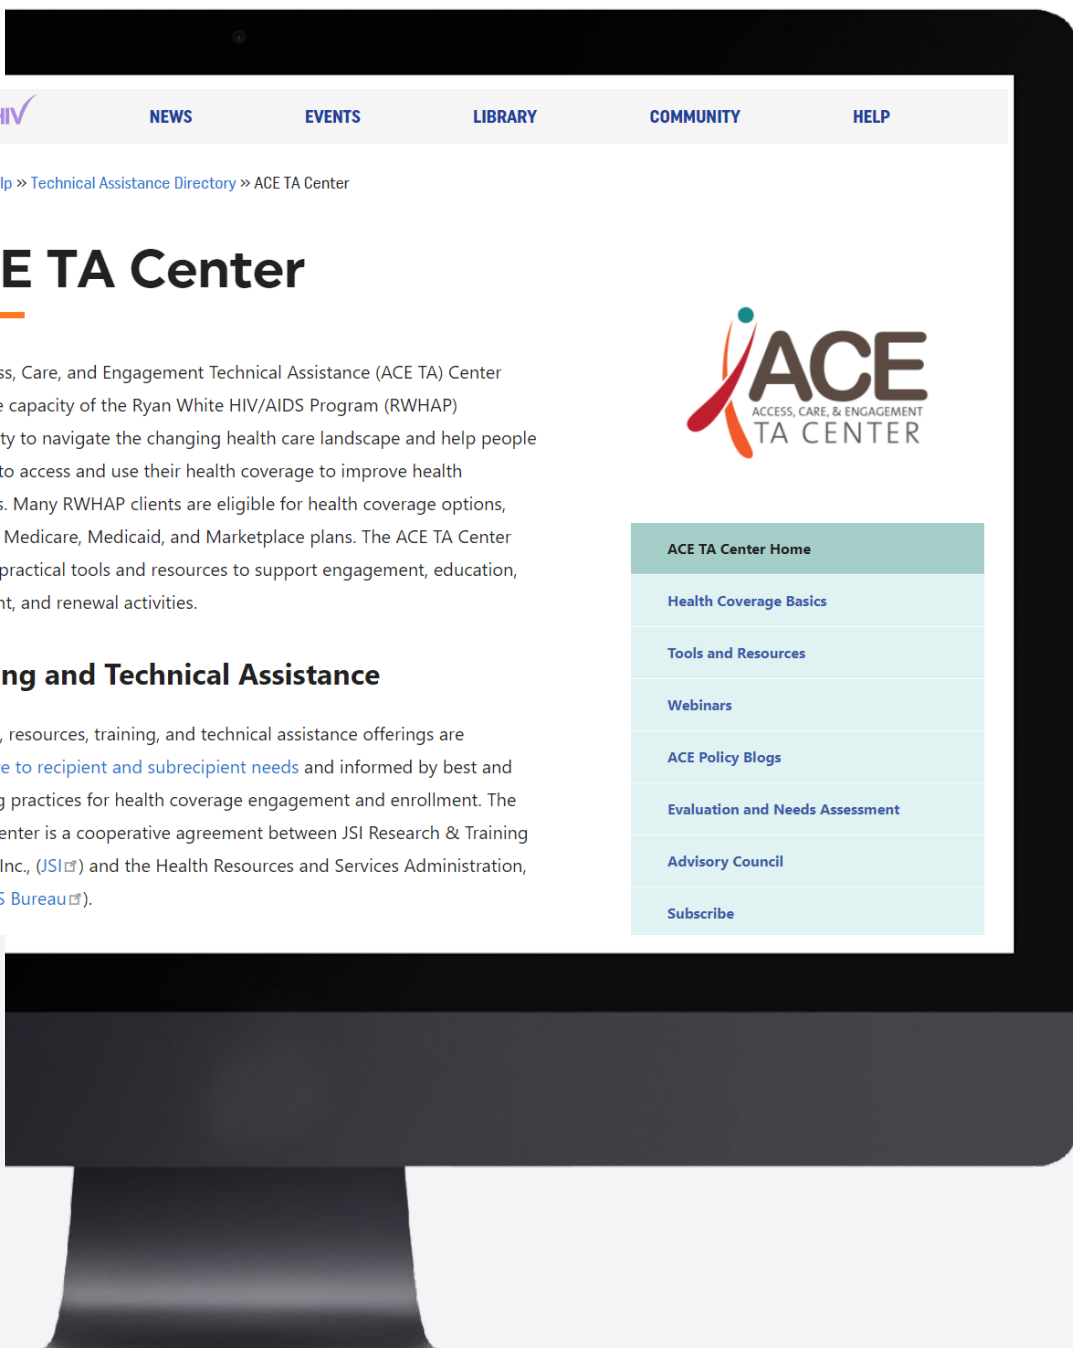 HIV
NEWS EVENTS LIBRARY COMMUNITY HELP
lp » Technical Assistance Directory » ACE TA Center
E TA Center
ss, Care, and Engagement Technical Assistance (ACE TA) Center
e capacity of the Ryan White HIV/AIDS Program (RWHAP)
ty to navigate the changing health care landscape and help people
to access and use their health coverage to improve health
s. Many RWHAP clients are eligible for health coverage options,
Medicare, Medicaid, and Marketplace plans. The ACE TA Center
practical tools and resources to support engagement, education,
nt, and renewal activities.
ng and Technical Assistance
, resources, training, and technical assistance offerings are
e to recipient and subrecipient needs and informed by best and
g practices for health coverage engagement and enrollment. The
enter is a cooperative agreement between JSI Research & Training
Inc., (JSI) and the Health Resources and Services Administration,
S Bureau).
ACE
ACCESS, CARE, & ENGAGEMENT
TA CENTER
ACE TA Center Home
Health Coverage Basics
Tools and Resources
Webinars
ACE Policy Blogs
Evaluation and Needs Assessment
Advisory Council
Subscribe